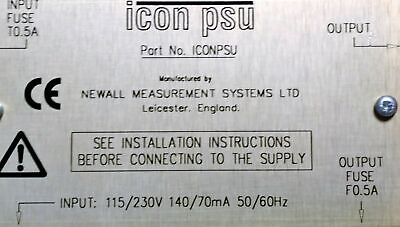 INPUT
FUSE
T0.5A
icon psu
OUTPUT
Part No. ICONPSU
Manufactured by
CE
NEWALL MEASUREMENT SYSTEMS LTD
Leicester. England.
SEE INSTALLATION INSTRUCTIONS
BEFORE CONNECTING TO THE SUPPLY
OUTPUT
FUSE
F0.5A
INPUT: 115/230V 140/70mA 50/60Hz